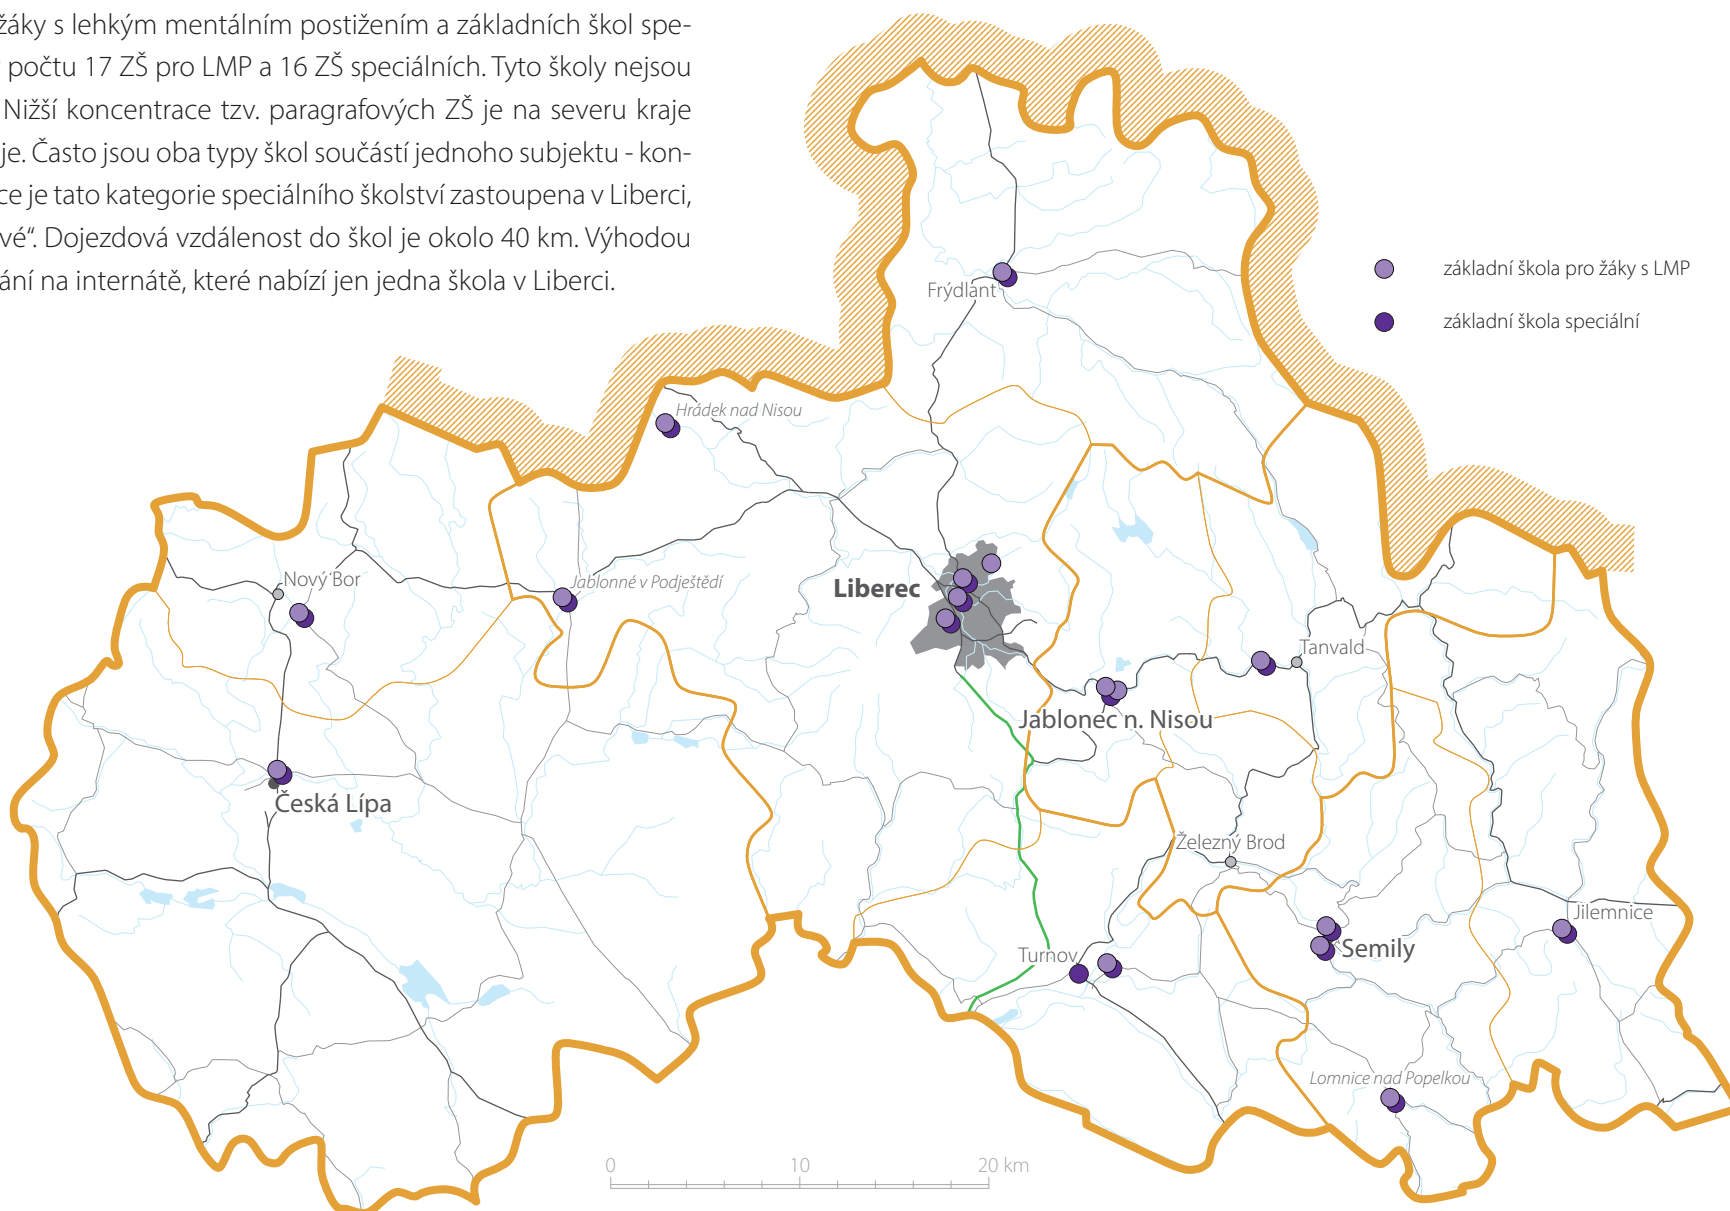 žáky s lehkým mentálním postižením a základních škol spe-
počtu 17 ZŠ pro LMP a 16 ZŠ speciálních. Tyto školy nejsou
Nižší koncentrace tzv. paragrafových ZŠ je na severu kraje
je. Často jsou oba typy škol součástí jednoho subjektu - kon-
ce je tato kategorie speciálního školství zastoupena v Liberci,
vé“. Dojezdová vzdálenost do škol je okolo 40 km. Výhodou
ání na internátě, které nabízí jen jedna škola v Liberci.
základní škola pro žáky s LMP
základní škola speciální
Frýdlant
Hrádek nad Nisou
Nový Bor
Jablonné v Podještědí
Liberec
Tanvald
Jablonec n. Nisou
Česká Lípa
Železný Brod
Jilemnice
Semily
Turnov
Lomnice nad Popelkou
0 10 20 km